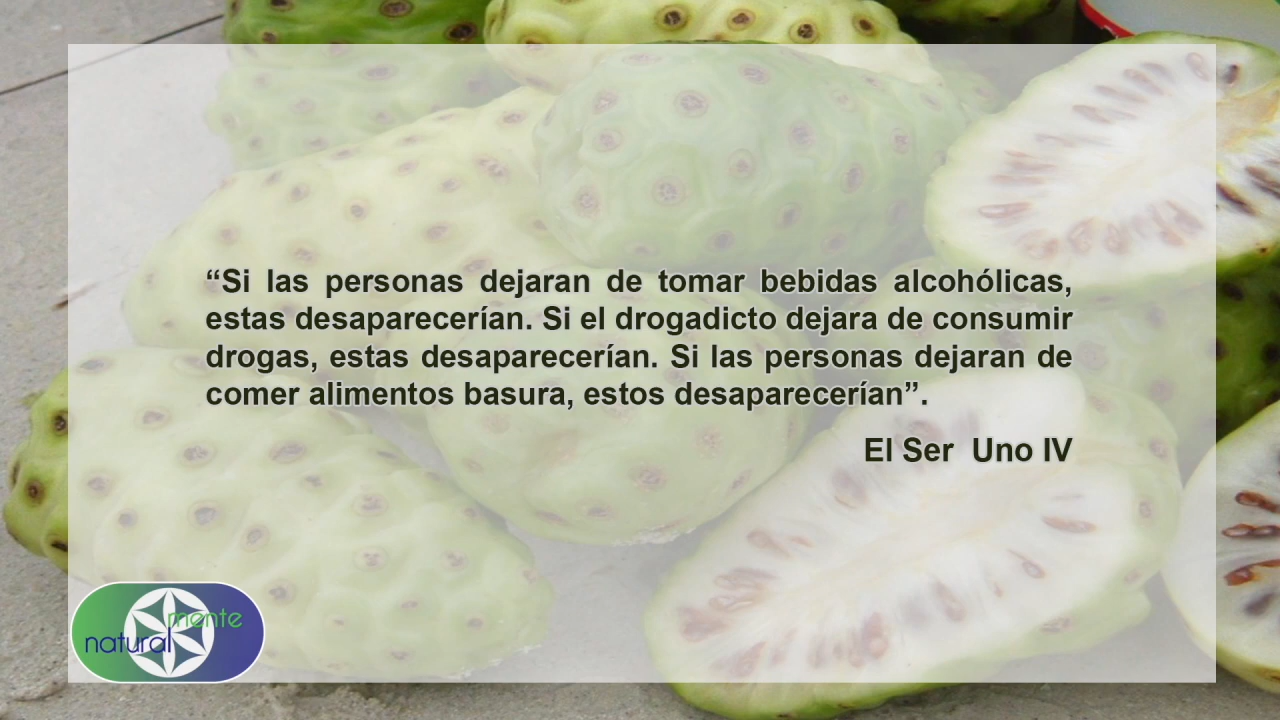 “Si las personas dejaran de tomar bebidas alcohólicas,
estas desaparecerían. Si el drogadicto dejara de consumir
drogas, estas desaparecerían. Si las personas dejaran de
comer alimentos basura, estos desaparecerían”.
El Ser Uno IV
mente
natural